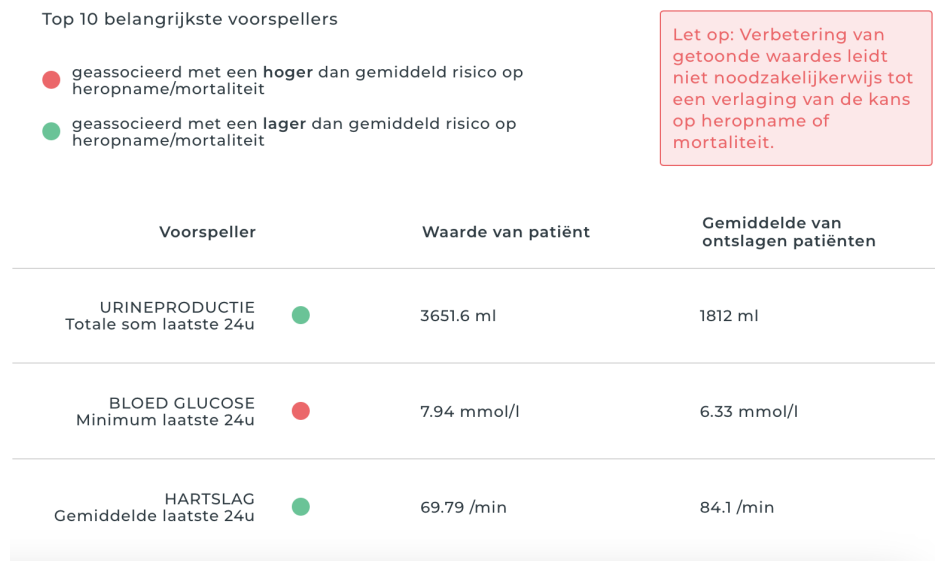 Top 10 belangrijkste voorspellers
geassocieerd met een hoger dan gemiddeld risico op
heropname/mortaliteit
geassocieerd met een lager dan gemiddeld risico op
heropname/mortaliteit
Let op: Verbetering van
getoonde waardes leidt
niet noodzakelijkerwijs tot
een verlaging van de kans
op heropname of
mortaliteit.
Voorspeller
Waarde van patiënt
Gemiddelde van
ontslagen patiënten
URINEPRODUCTIE
Totale som laatste 24u
3651.6 ml
1812 ml
BLOED GLUCOSE
Minimum laatste 24u
7.94 mmol/l
6.33 mmol/l
HARTSLAG
Gemiddelde laatste 24u
69.79 /min
84.1 /min